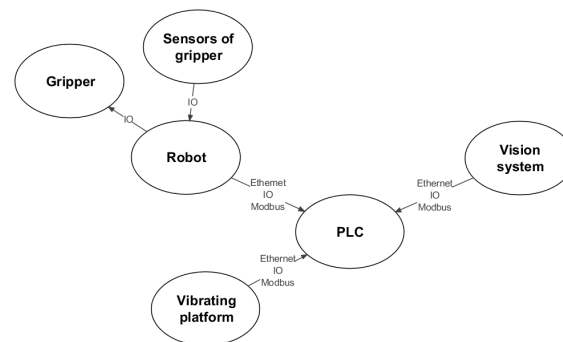 Sensors of
gripper
Gripper
IO
IO
Robot
Vision
system
Ethernet
IO
Modbus
Ethernet
IO
Modbus
PLC
Ethernet
IO
Modbus
Vibrating
platform